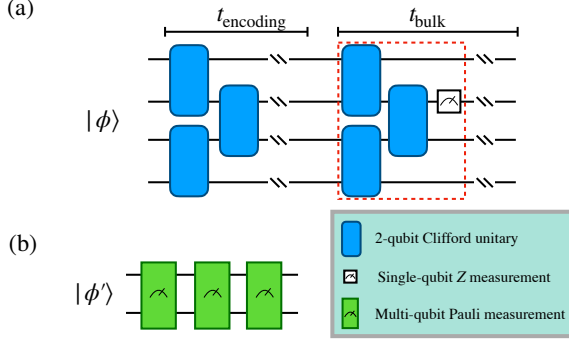 (a)
t_encoding t_bulk
|ϕ⟩
(b)
|ϕ'⟩
2-qubit Clifford unitary
Single-qubit Z measurement
Multi-qubit Pauli measurement